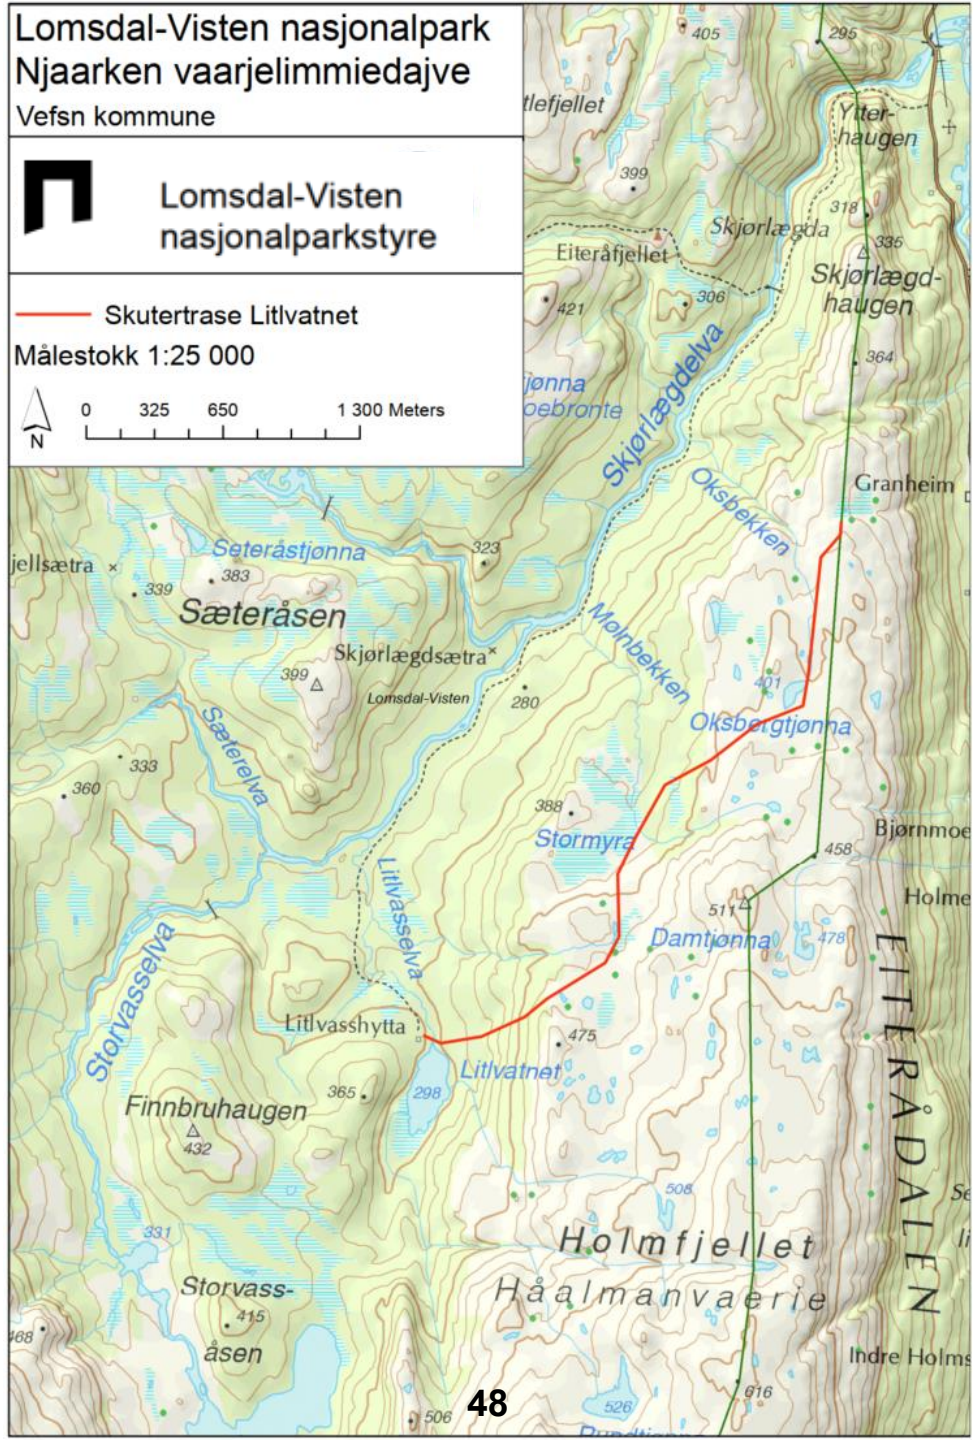 Lomsdal-Visten nasjonalpark
Njaarken vaarjelimmiedajve
Vefsn kommune
Lomsdal-Visten
nasjonalparkstyre
Skutertrase Litlvatnet
Målestokk 1:25 000
0 325 650 1 300 Meters
N
405
295
tlefjellet
Ytter-
haugen
399
318
Skjørlægda
335
Eiteråfjellet
Skjørlægd-
haugen
306
421
364
jønna
oebronte
Skjørlægdelva
Oksbekken
Granheim
Seteråstjønna
323
jellsætra
383
339
Sæteråsen
Mølnbekken
Skjørlægdsætra
399
401
Lomsdal-Visten
280
Oksbergtjønna
Sæterelva
333
360
388
Stormyra
Bjørnmoe
458
Litlvasselva
Holme
511
Damtjønna
478
Storvasselva
EITERÅDALEN
Litlvasshytta
475
Litlvatnet
365
298
Finnbruhaugen
432
508
Se
li
331
Holmfjellet
Håalmanvaerie
Storvass-
415
åsen
468
Indre Holms
616
48
506
526